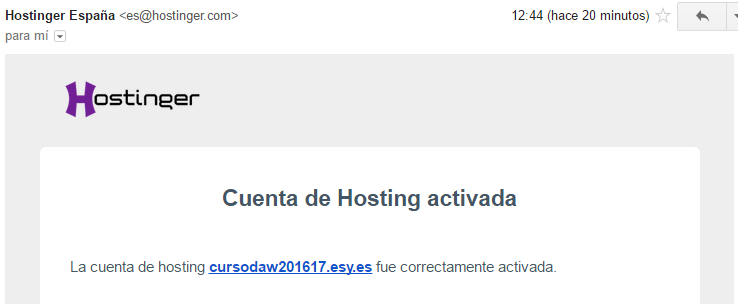 Hostinger España <es@hostinger.com> 12:44 (hace 20 minutos)
para mí
Hostinger
Cuenta de Hosting activada
La cuenta de hosting cursodaw201617.esy.es fue correctamente activada.